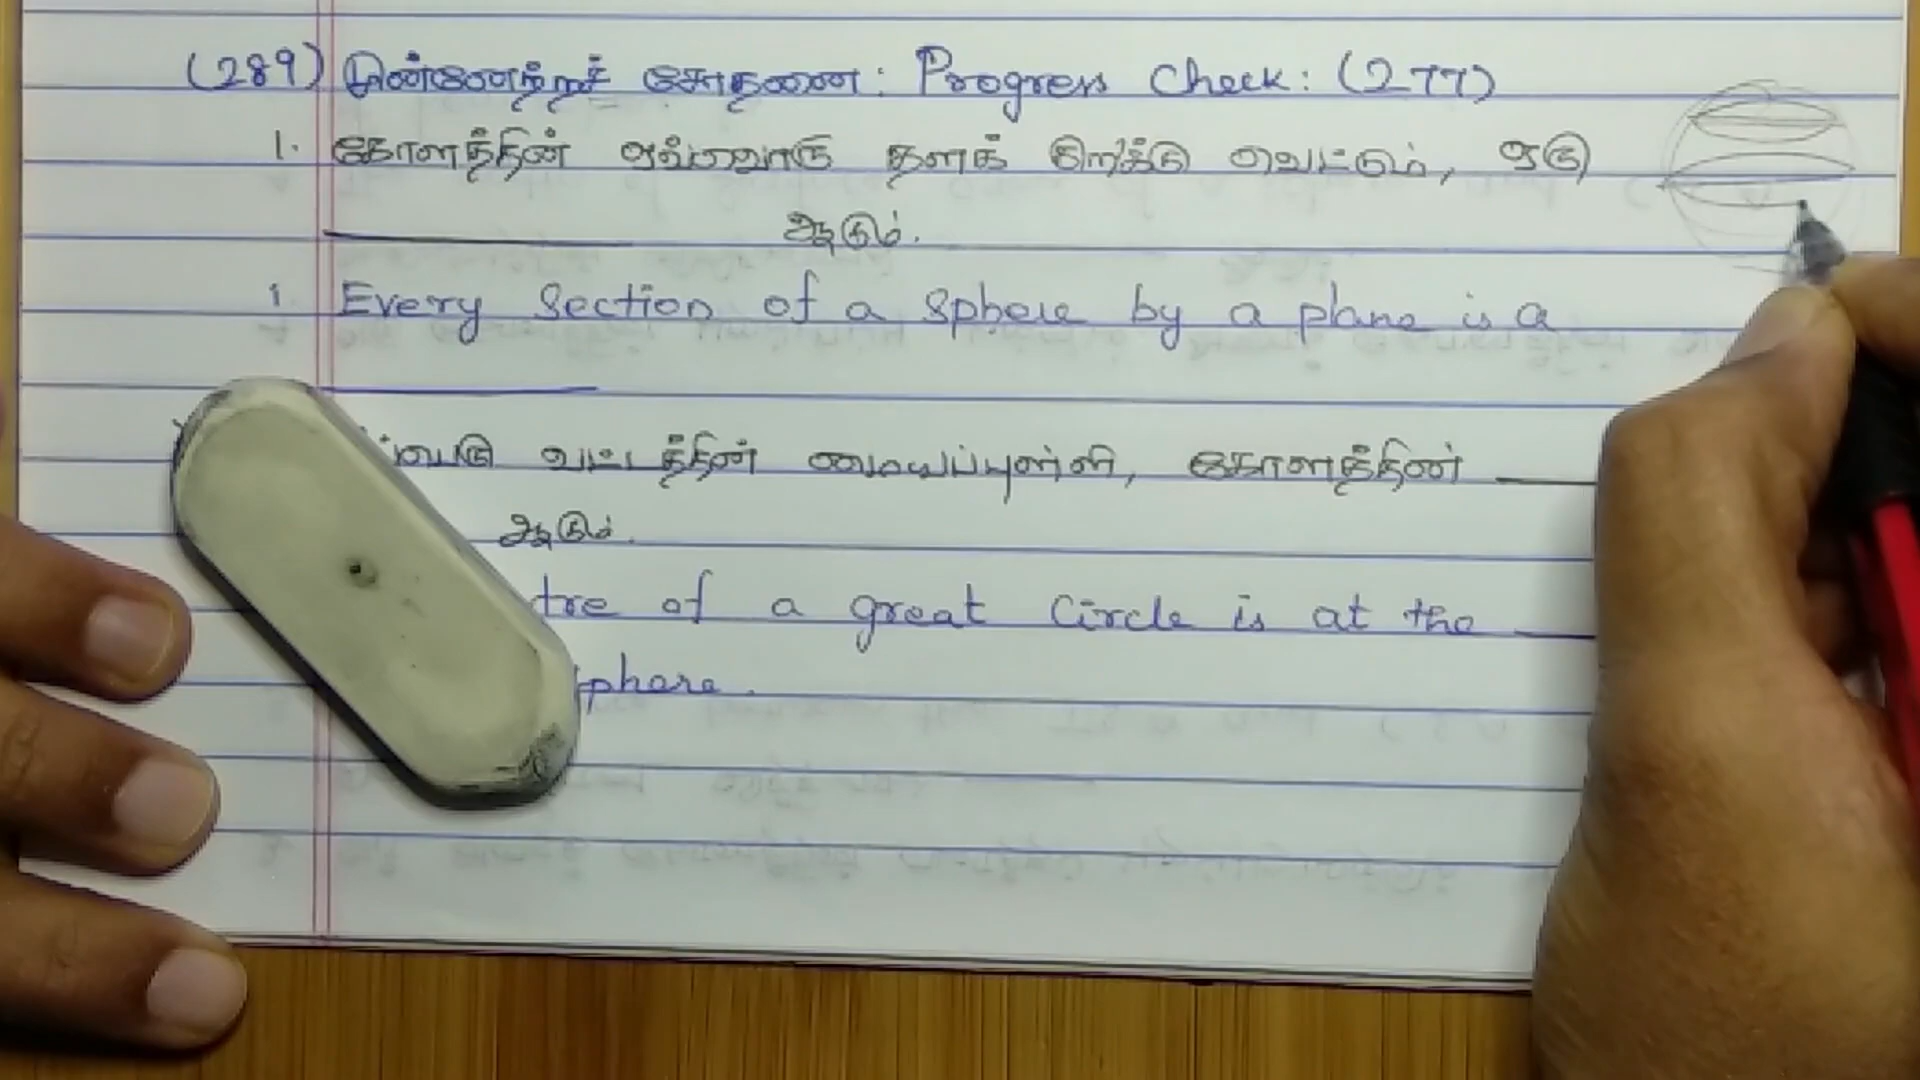 (289) முன்னேற்றச் சோதனை: Progress Check: (277)
1. கோளத்தின் ஒவ்வொரு தளக் குறுக்கு வெட்டும், ஒரு
ஆகும்.
1 Every section of a sphere by a plane is a
வட்டத்தின் மையப்புள்ளி, கோளத்தின்
ஆகும்.
tre of a great Circle is at the
phere.